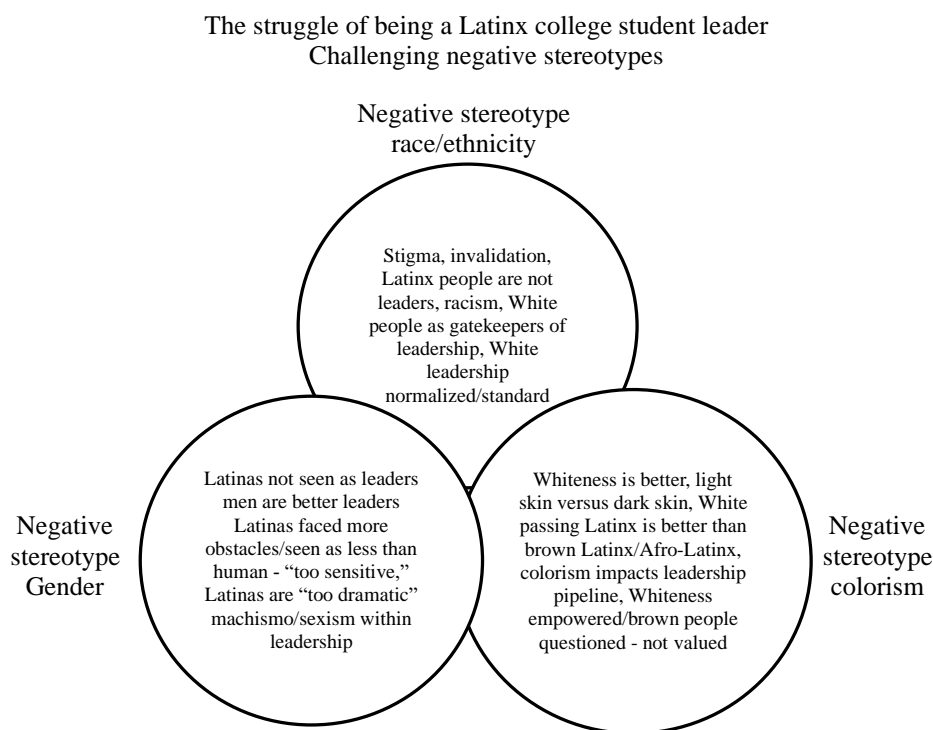 The struggle of being a Latinx college student leader
Challenging negative stereotypes
Negative stereotype
race/ethnicity
Stigma, invalidation,
Latinx people are not
leaders, racism, White
people as gatekeepers of
leadership, White
leadership
normalized/standard
Negative
stereotype
Gender
Latinas not seen as leaders
men are better leaders
Latinas faced more
obstacles/seen as less than
human - “too sensitive,”
Latinas are “too dramatic”
machismo/sexism within
leadership
Whiteness is better, light
skin versus dark skin, White
passing Latinx is better than
brown Latinx/Afro-Latinx,
colorism impacts leadership
pipeline, Whiteness
empowered/brown people
questioned - not valued
Negative
stereotype
colorism